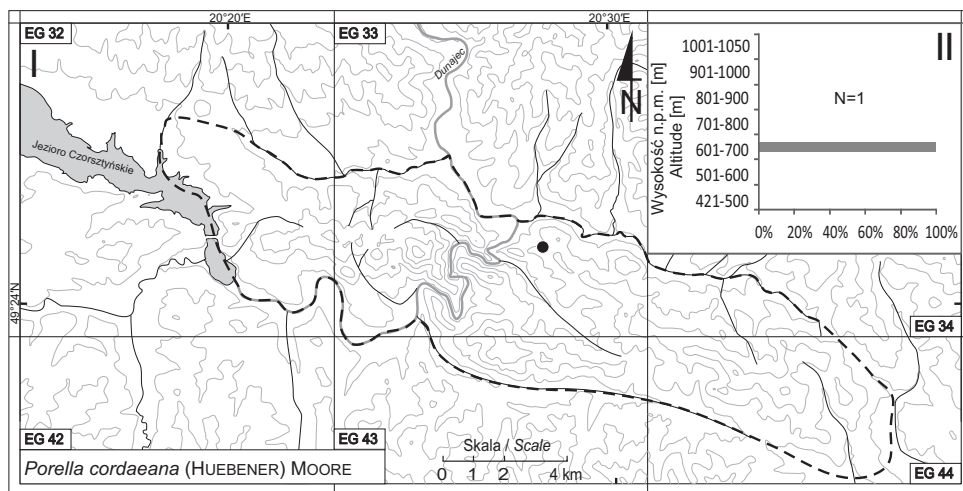 20°20'E
20°30'E
EG 32
EG 33
I
II
Dunajec
N
Jezioro Czorsztyńskie
49°24'N
Wysokość n.p.m. [m]
Altitude [m]
1001-1050
901-1000
801-900
701-800
601-700
501-600
421-500
N=1
0% 20% 40% 60% 80% 100%
EG 34
EG 42
EG 43
EG 44
Skala / Scale
0 1 2 4 km
Porella cordaeana (HUEBENER) MOORE